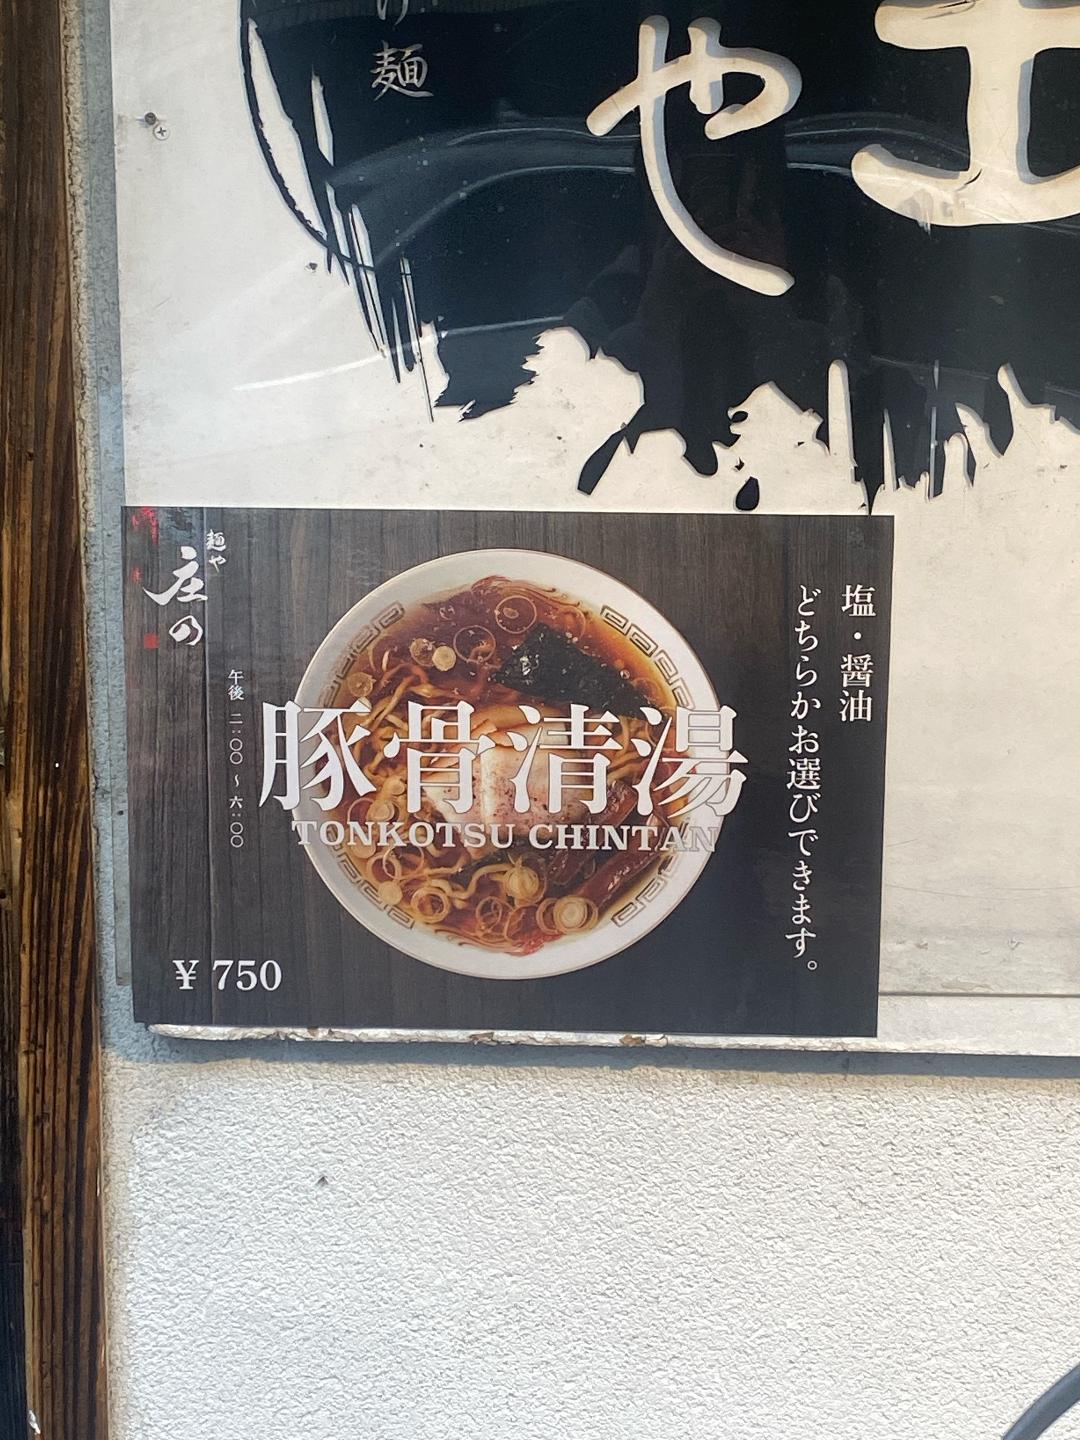 け麺
や
麺や
庄の
午後 二:〇〇 ~ 六:〇〇
豚骨清湯
TONKOTSU CHINTAN
塩・醤油
どちらかお選びできます。
¥ 750